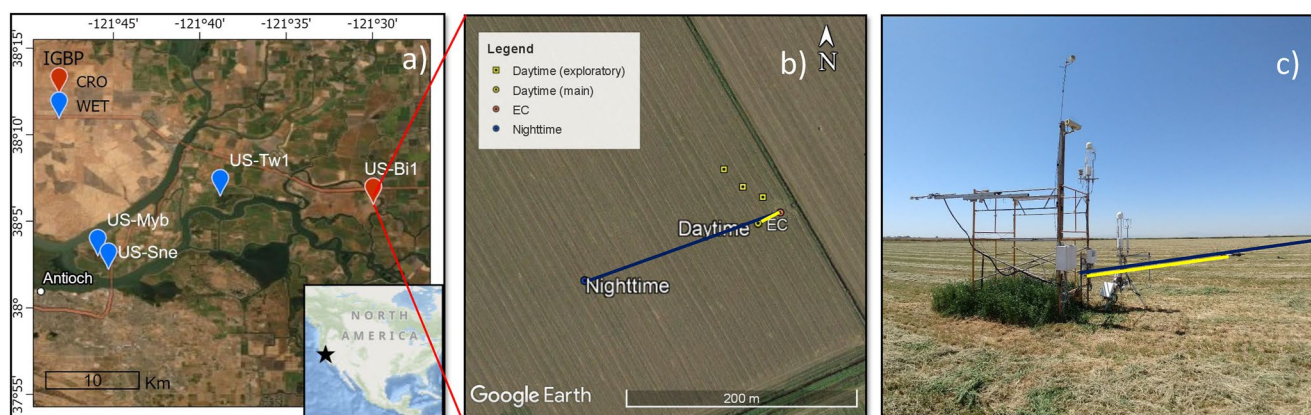 -121°45' -121°40' -121°35' -121°30'
38°15'
38°10'
38°5'
38°
37°55'
a)
IGBP
CRO
WET
US-Tw1
US-Bi1
US-Myb
US-Sne
Antioch
10 Km
NORTH
AMERICA
b)
N
Legend
Daytime (exploratory)
Daytime (main)
EC
Nighttime
Daytime EC
Nighttime
Google Earth
200 m
c)